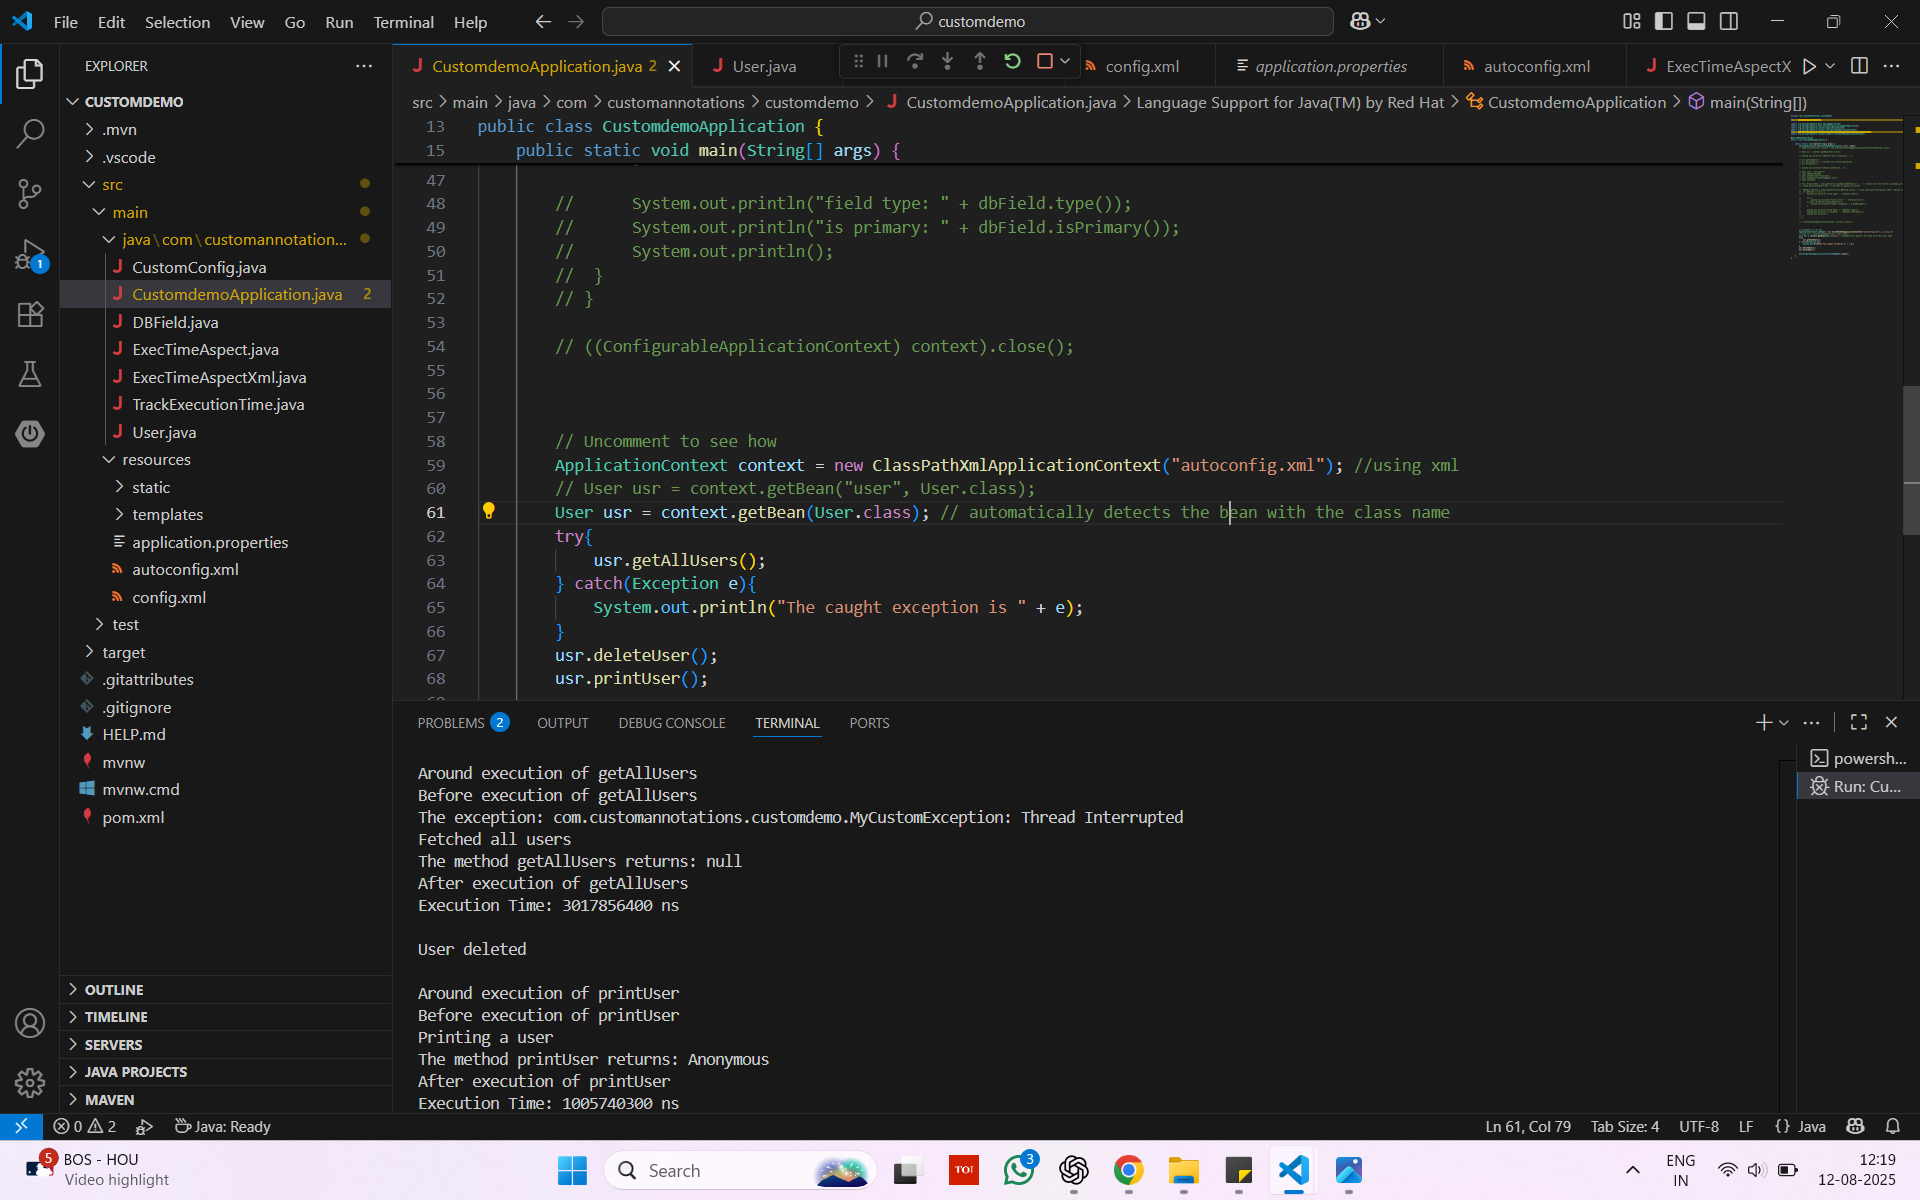 File Edit Selection View Go Run Terminal Help
customdemo
EXPLORER
CustomdemoApplication.java 2
User.java
config.xml
application.properties
autoconfig.xml
ExecTimeAspectX
CUSTOMDEMO
.mvn
.vscode
src
main
java\com\customannotation...
CustomConfig.java
CustomdemoApplication.java 2
DBField.java
ExecTimeAspect.java
ExecTimeAspectXml.java
TrackExecutionTime.java
User.java
resources
static
templates
application.properties
autoconfig.xml
config.xml
test
target
.gitattributes
.gitignore
HELP.md
mvnw
mvnw.cmd
pom.xml
OUTLINE
TIMELINE
SERVERS
JAVA PROJECTS
MAVEN
1
src > main > java > com > customannotations > customdemo > CustomdemoApplication.java > Language Support for Java(TM) by Red Hat > CustomdemoApplication > main(String[])
13 public class CustomdemoApplication {
15 public static void main(String[] args) {
47
48 // System.out.println("field type: " + dbField.type());
49 // System.out.println("is primary: " + dbField.isPrimary());
50 // System.out.println();
51 // }
52 // }
53
54 // ((ConfigurableApplicationContext) context).close();
55
56
57
58 // Uncomment to see how
59 ApplicationContext context = new ClassPathXmlApplicationContext("autoconfig.xml"); //using xml
60 // User usr = context.getBean("user", User.class);
61 User usr = context.getBean(User.class); // automatically detects the bean with the class name
62 try{
63 usr.getAllUsers();
64 } catch(Exception e){
65 System.out.println("The caught exception is " + e);
66 }
67 usr.deleteUser();
68 usr.printUser();
PROBLEMS 2 OUTPUT DEBUG CONSOLE TERMINAL PORTS
powersh...
Run: Cu...
Around execution of getAllUsers
Before execution of getAllUsers
The exception: com.customannotations.customdemo.MyCustomException: Thread Interrupted
Fetched all users
The method getAllUsers returns: null
After execution of getAllUsers
Execution Time: 3017856400 ns
User deleted
Around execution of printUser
Before execution of printUser
Printing a user
The method printUser returns: Anonymous
After execution of printUser
Execution Time: 1005740300 ns
0 2 Java: Ready
Ln 61, Col 79 Tab Size: 4 UTF-8 LF {} Java
5
BOS - HOU
Video highlight
Search
TOI
3
ENG
IN
12:19
12-08-2025